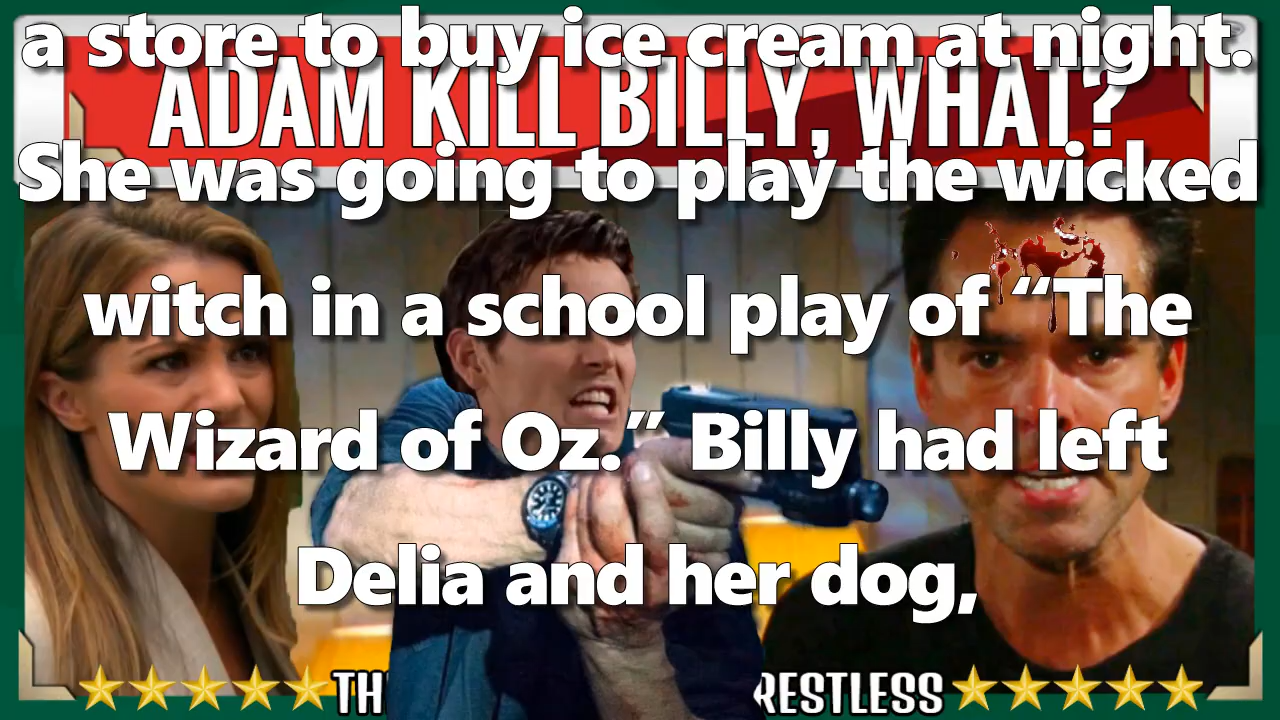 a store to buy ice cream at night.
ADAM KILL BILLY, WHAT?
She was going to play the wicked
witch in a school play of “The
Wizard of Oz.” Billy had left
Delia and her dog,
RESTLESS